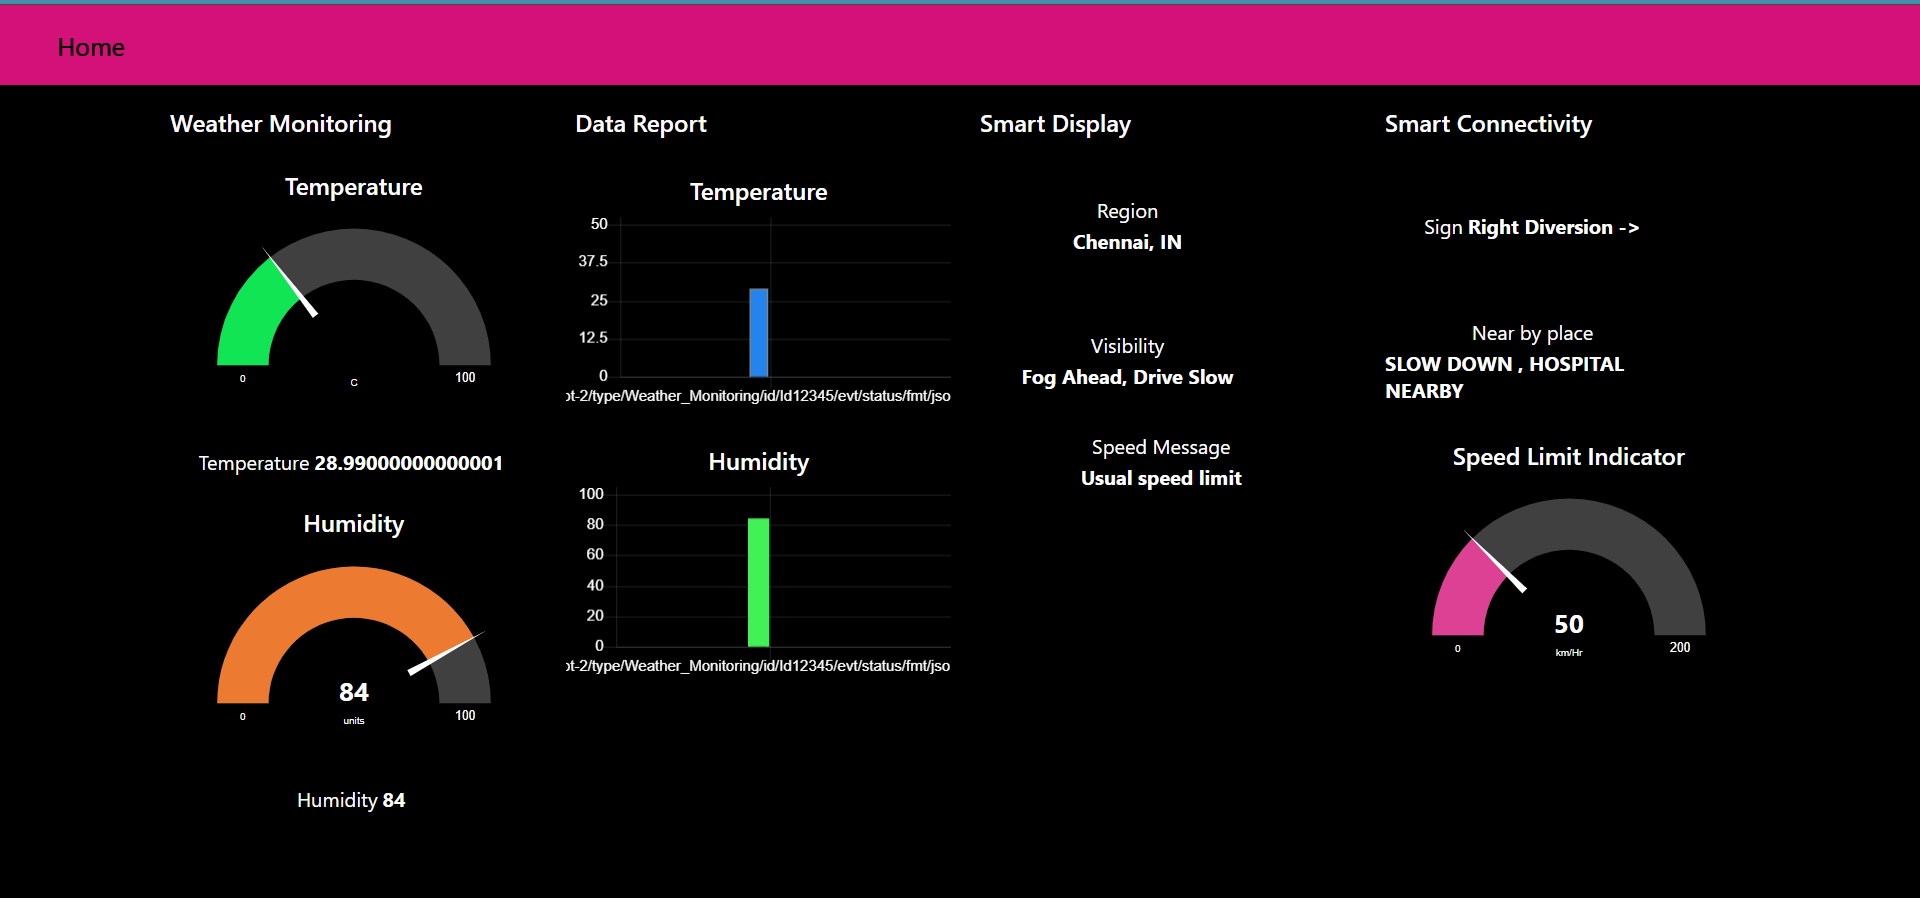 Home
Weather Monitoring
Temperature
0
C
100
Temperature 28.99000000000001
Humidity
84
0
units
100
Humidity 84
Data Report
Temperature
50
37.5
25
12.5
0
ot-2/type/Weather_Monitoring/id/Id12345/evt/status/fmt/jso
Humidity
100
80
60
40
20
0
ot-2/type/Weather_Monitoring/id/Id12345/evt/status/fmt/jso
Smart Display
Region
Chennai, IN
Visibility
Fog Ahead, Drive Slow
Speed Message
Usual speed limit
Smart Connectivity
Sign Right Diversion ->
Near by place
SLOW DOWN , HOSPITAL
NEARBY
Speed Limit Indicator
50
0
km/Hr
200